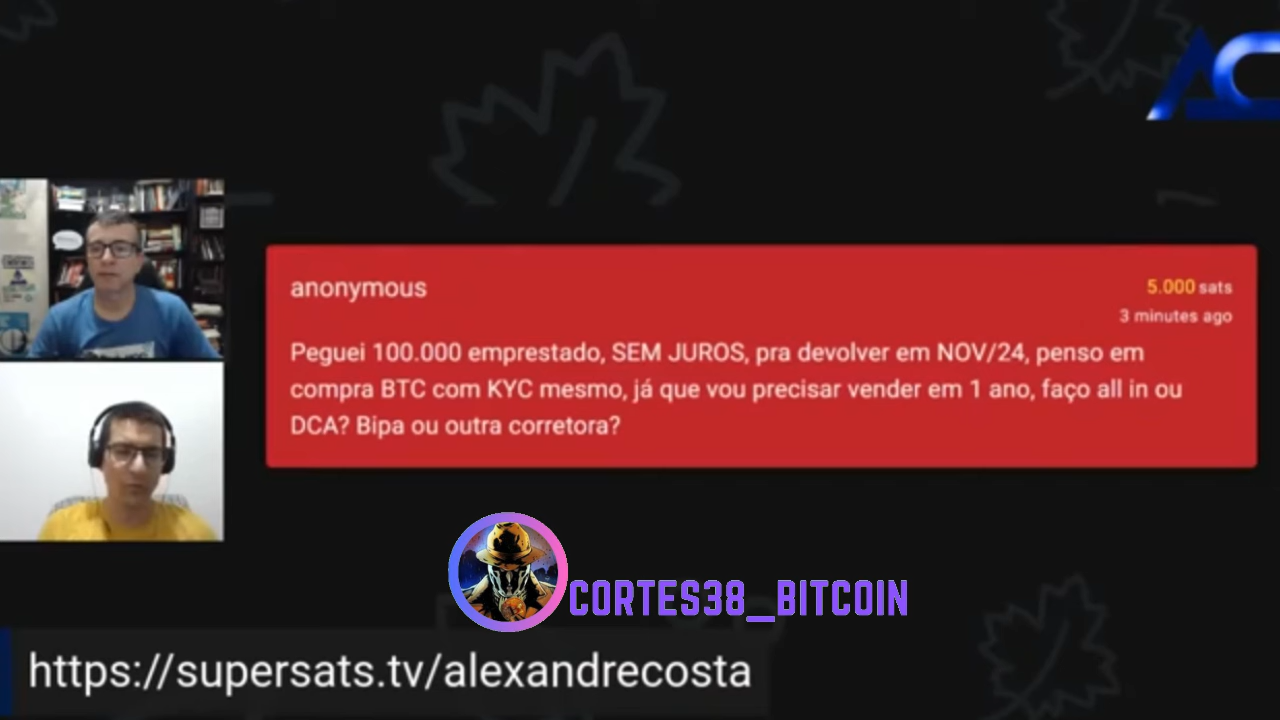 AC
anonymous
5.000 sats
3 minutes ago
Peguei 100.000 emprestado, SEM JUROS, pra devolver em NOV/24, penso em
compra BTC com KYC mesmo, já que vou precisar vender em 1 ano, faço all in ou
DCA? Bipa ou outra corretora?
CORTES38_BITCOIN
https://supersats.tv/alexandrecosta